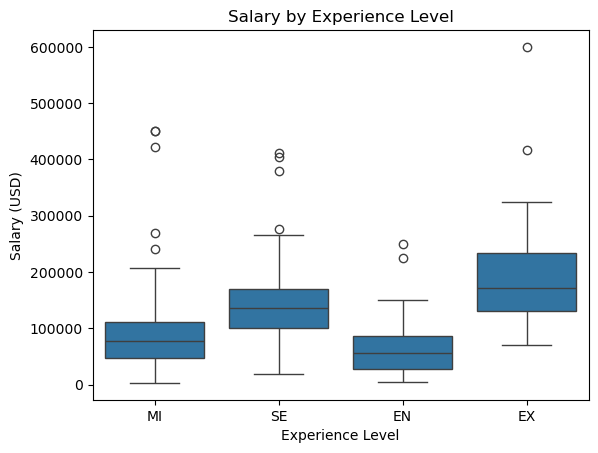 Salary by Experience Level
600000
500000
400000
300000
200000
100000
0
Salary (USD)
MI SE EN EX
Experience Level